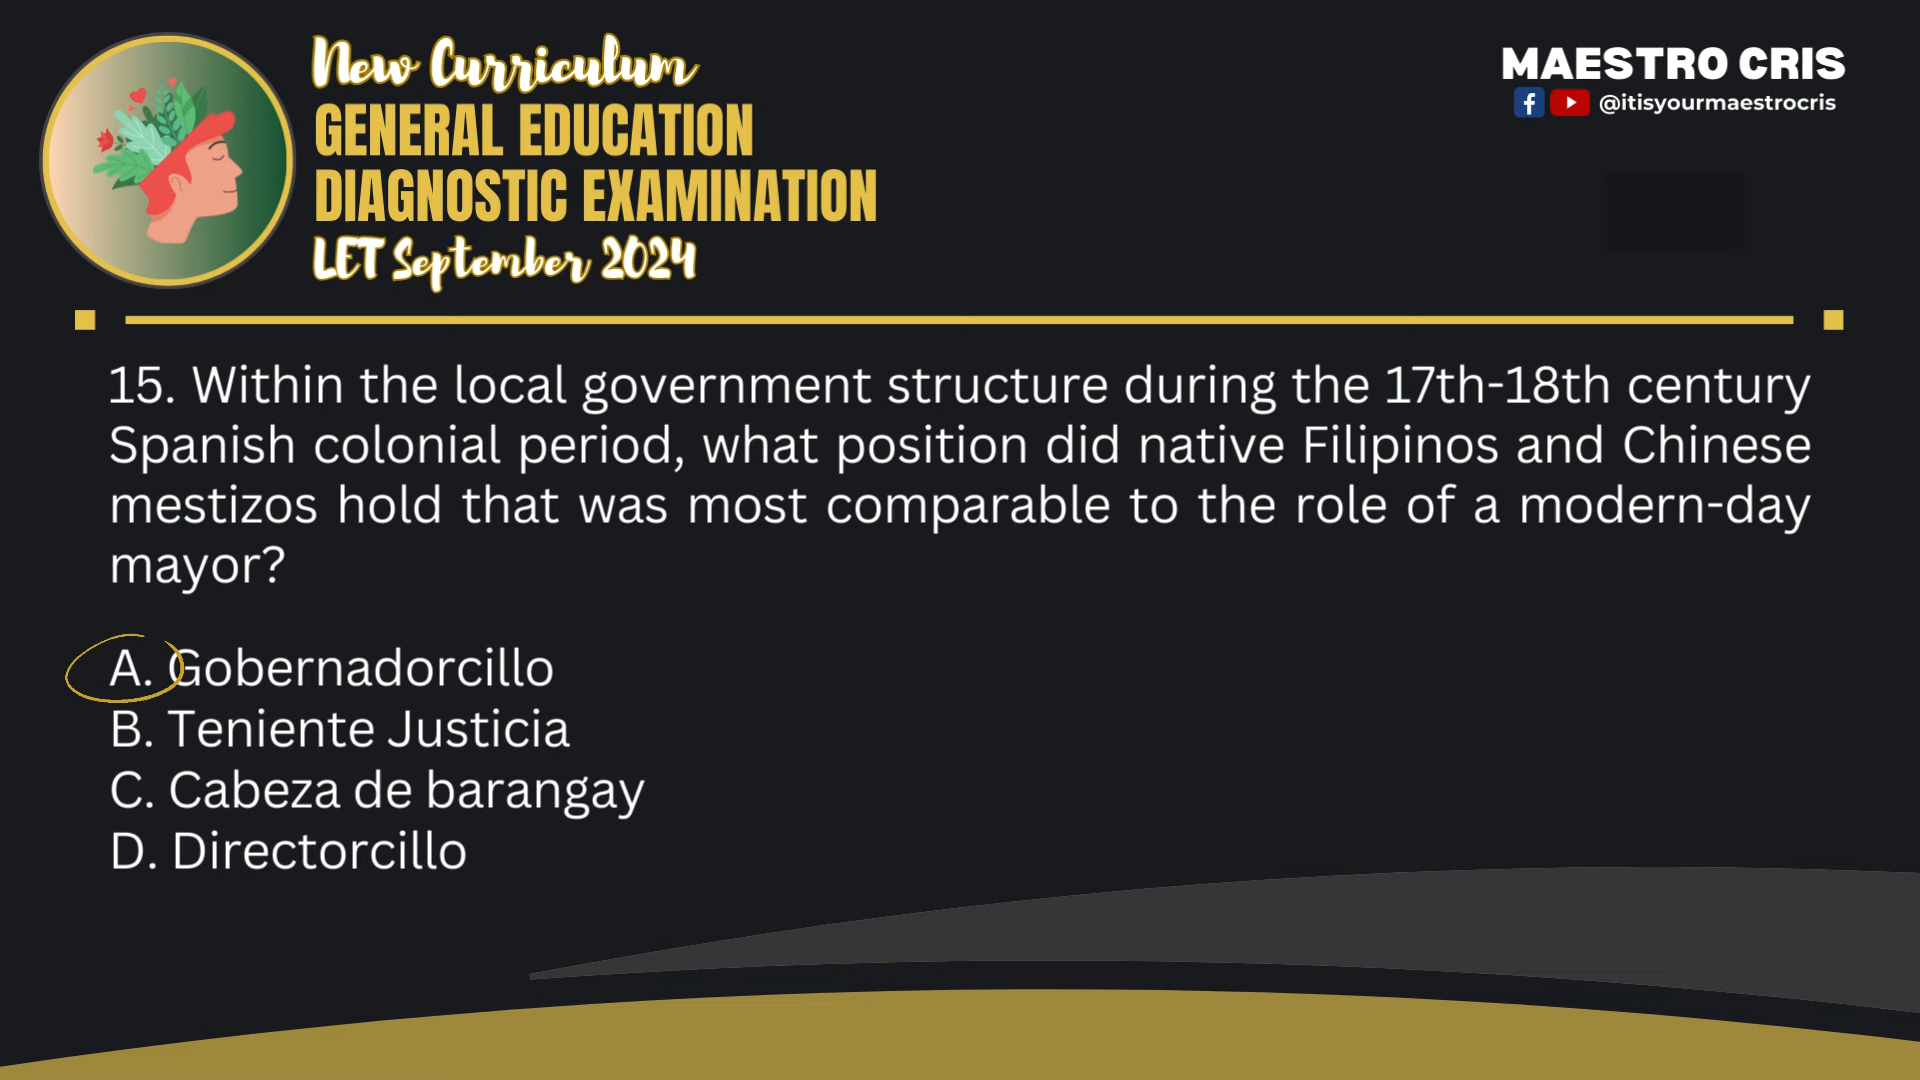 New Curriculum
GENERAL EDUCATION
DIAGNOSTIC EXAMINATION
LET September 2024
MAESTRO CRIS
@itisyourmaestrocris
15. Within the local government structure during the 17th-18th century
Spanish colonial period, what position did native Filipinos and Chinese
mestizos hold that was most comparable to the role of a modern-day
mayor?
A. Gobernadorcillo
B. Teniente Justicia
C. Cabeza de barangay
D. Directorcillo